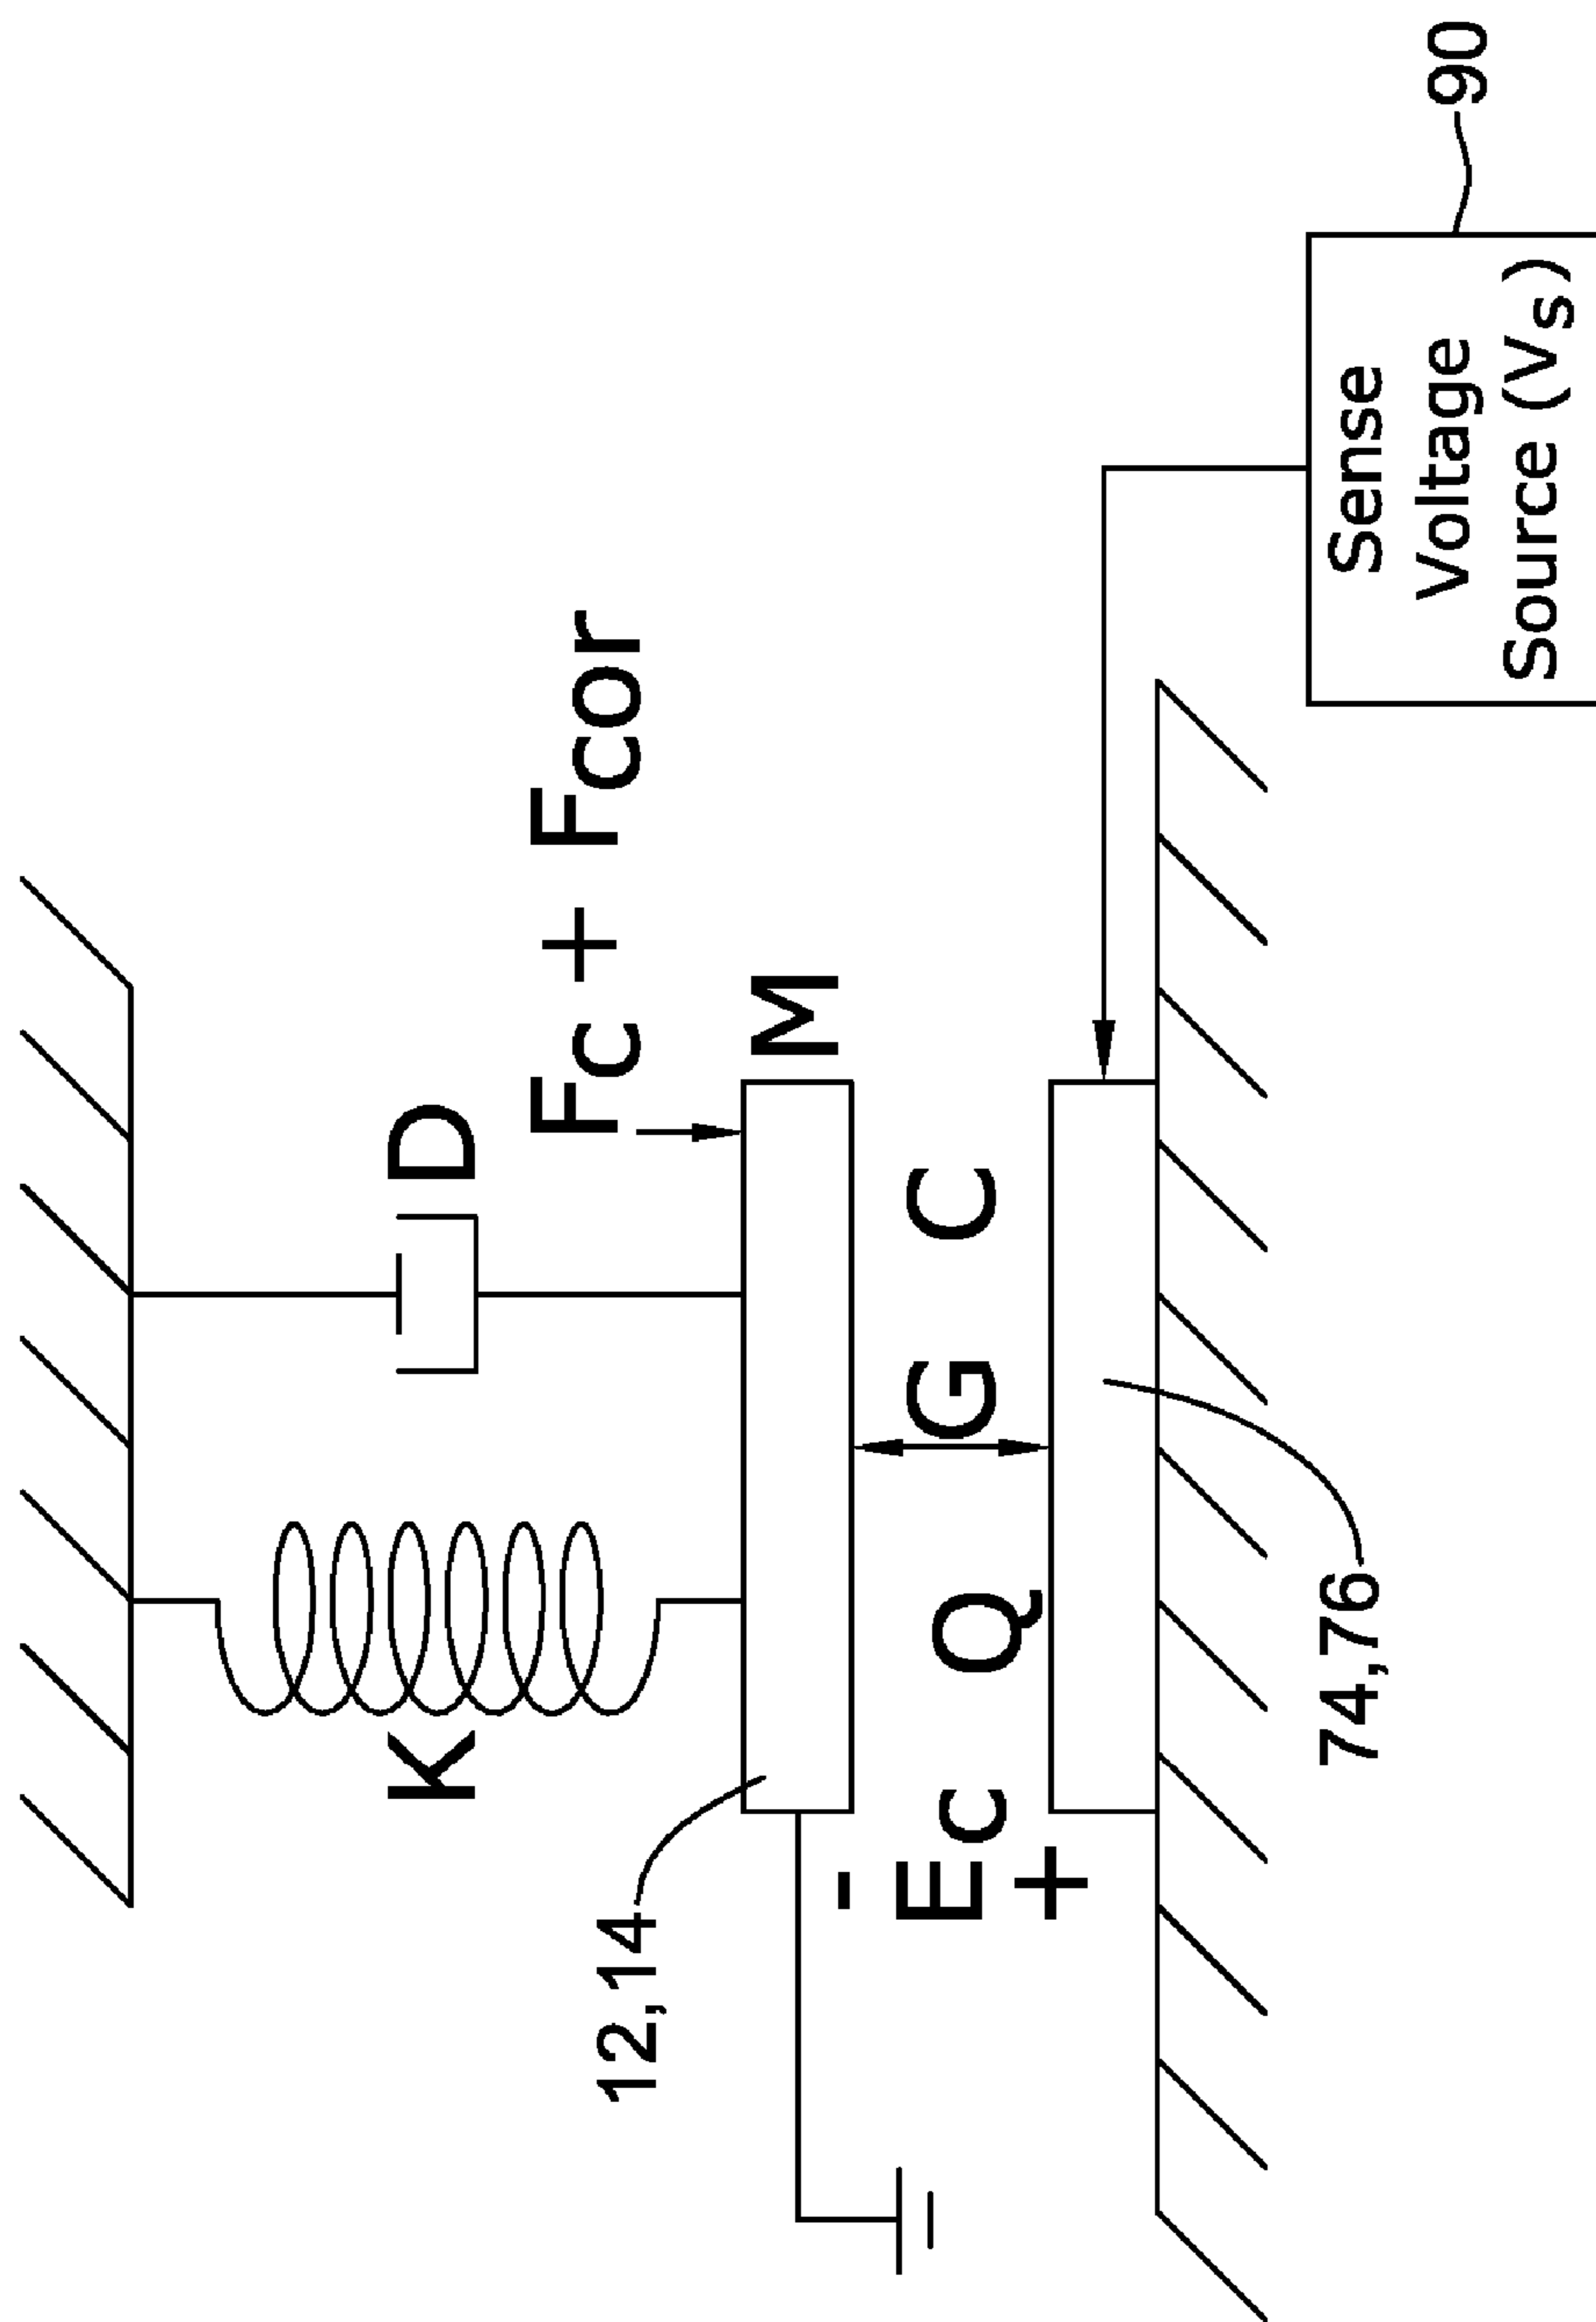 K
D
Fc + Fcor
12,14
M
-
Ec
+
Q
G
C
74,76
Sense
Voltage
Source (Vs)
90